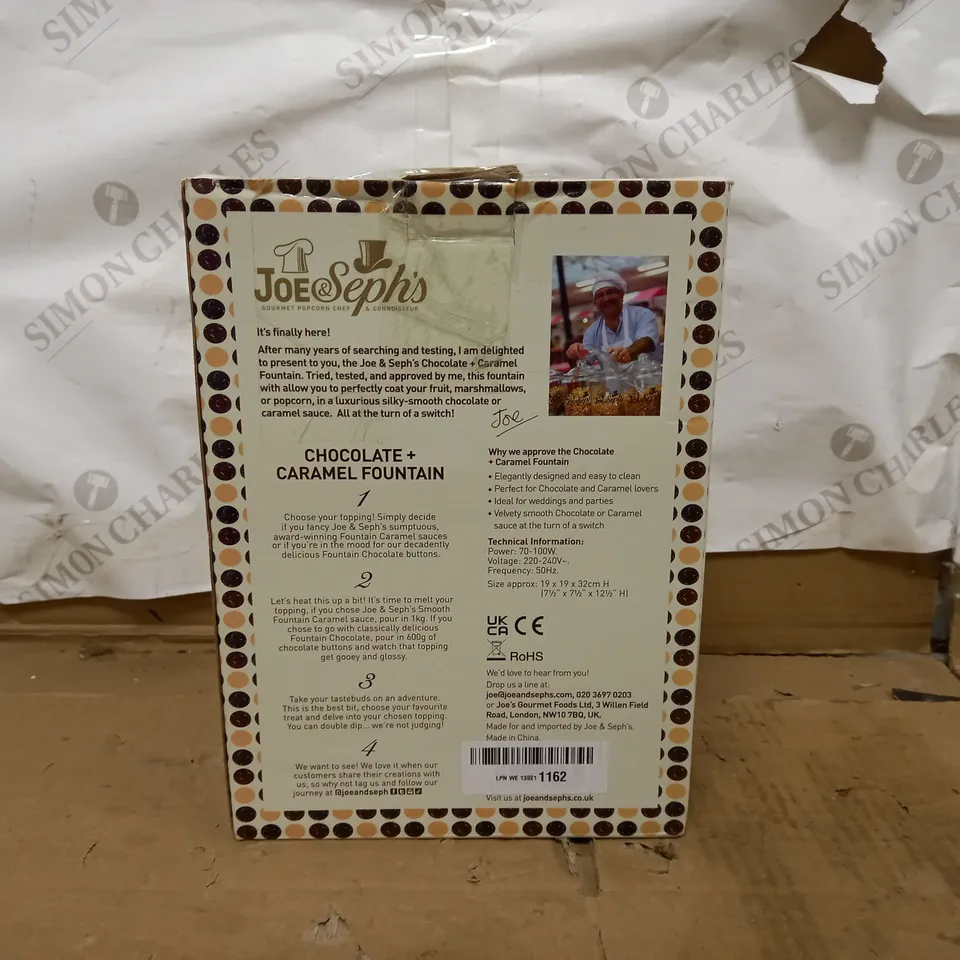 JOE & Seph's
GOURMET POPCORN CHEF & CONNOISSEUR
It's finally here!
After many years of searching and testing, I am delighted
to present to you, the Joe & Seph's Chocolate + Caramel
Fountain. Tried, tested, and approved by me, this fountain
with allow you to perfectly coat your fruit, marshmallows,
or popcorn, in a luxurious silky-smooth chocolate or
caramel sauce. All at the turn of a switch!
Joe
CHOCOLATE +
CARAMEL FOUNTAIN
1
Choose your topping! Simply decide
if you fancy Joe & Seph's sumptuous,
award-winning Fountain Caramel sauces
or if you're in the mood for our decadently
delicious Fountain Chocolate buttons.
2
Let's heat this up a bit! It's time to melt your
topping, if you chose Joe & Seph's Smooth
Fountain Caramel sauce, pour in 1kg. If you
chose to go with classically delicious
Fountain Chocolate, pour in 600g of
chocolate buttons and watch that topping
get gooey and glossy.
3
Take your tastebuds on an adventure.
This is the best bit, choose your favourite
treat and delve into your chosen topping.
You can double dip... we're not judging!
4
We want to see! We love it when our
customers share their creations with
us, so why not tag us and follow our
journey at @joeandseph
Why we approve the Chocolate
+ Caramel Fountain
• Elegantly designed and easy to clean
• Perfect for Chocolate and Caramel lovers
• Ideal for weddings and parties
• Velvety smooth Chocolate or Caramel
sauce at the turn of a switch
Technical Information:
Power: 70-100W.
Voltage: 220-240V~.
Frequency: 50Hz.
Size approx: 19 x 19 x 32cm H
(7½" x 7½" x 12½" H)
UK
CA CE
RoHS
We'd love to hear from you!
Drop us a line at:
joe@joeandsephs.com, 020 3697 0203
or Joe's Gourmet Foods Ltd, 3 Willen Field
Road, London, NW10 7BQ, UK.
Made for and imported by Joe & Seph's.
Made in China.
LPN WE 13921 1162
Visit us at joeandsephs.co.uk
SIMON CHARLES
SIMON CHARLES
SIMON CHARLES
SIMON CHARLES
SIMON CHARLES
SIMON CHARLES